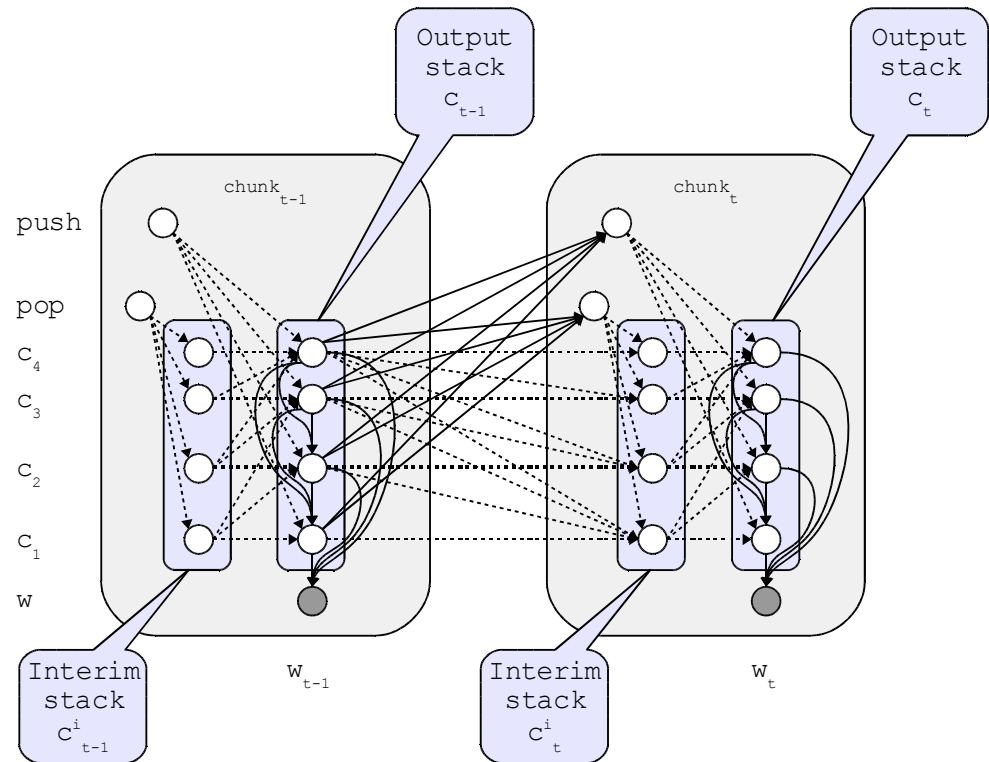 Output
stack
c_{t-1}
Output
stack
c_t
chunk_{t-1}
chunk_t
push
pop
c_4
c_3
c_2
c_1
w
w_{t-1}
w_t
Interim
stack
c^i_{t-1}
Interim
stack
c^i_t